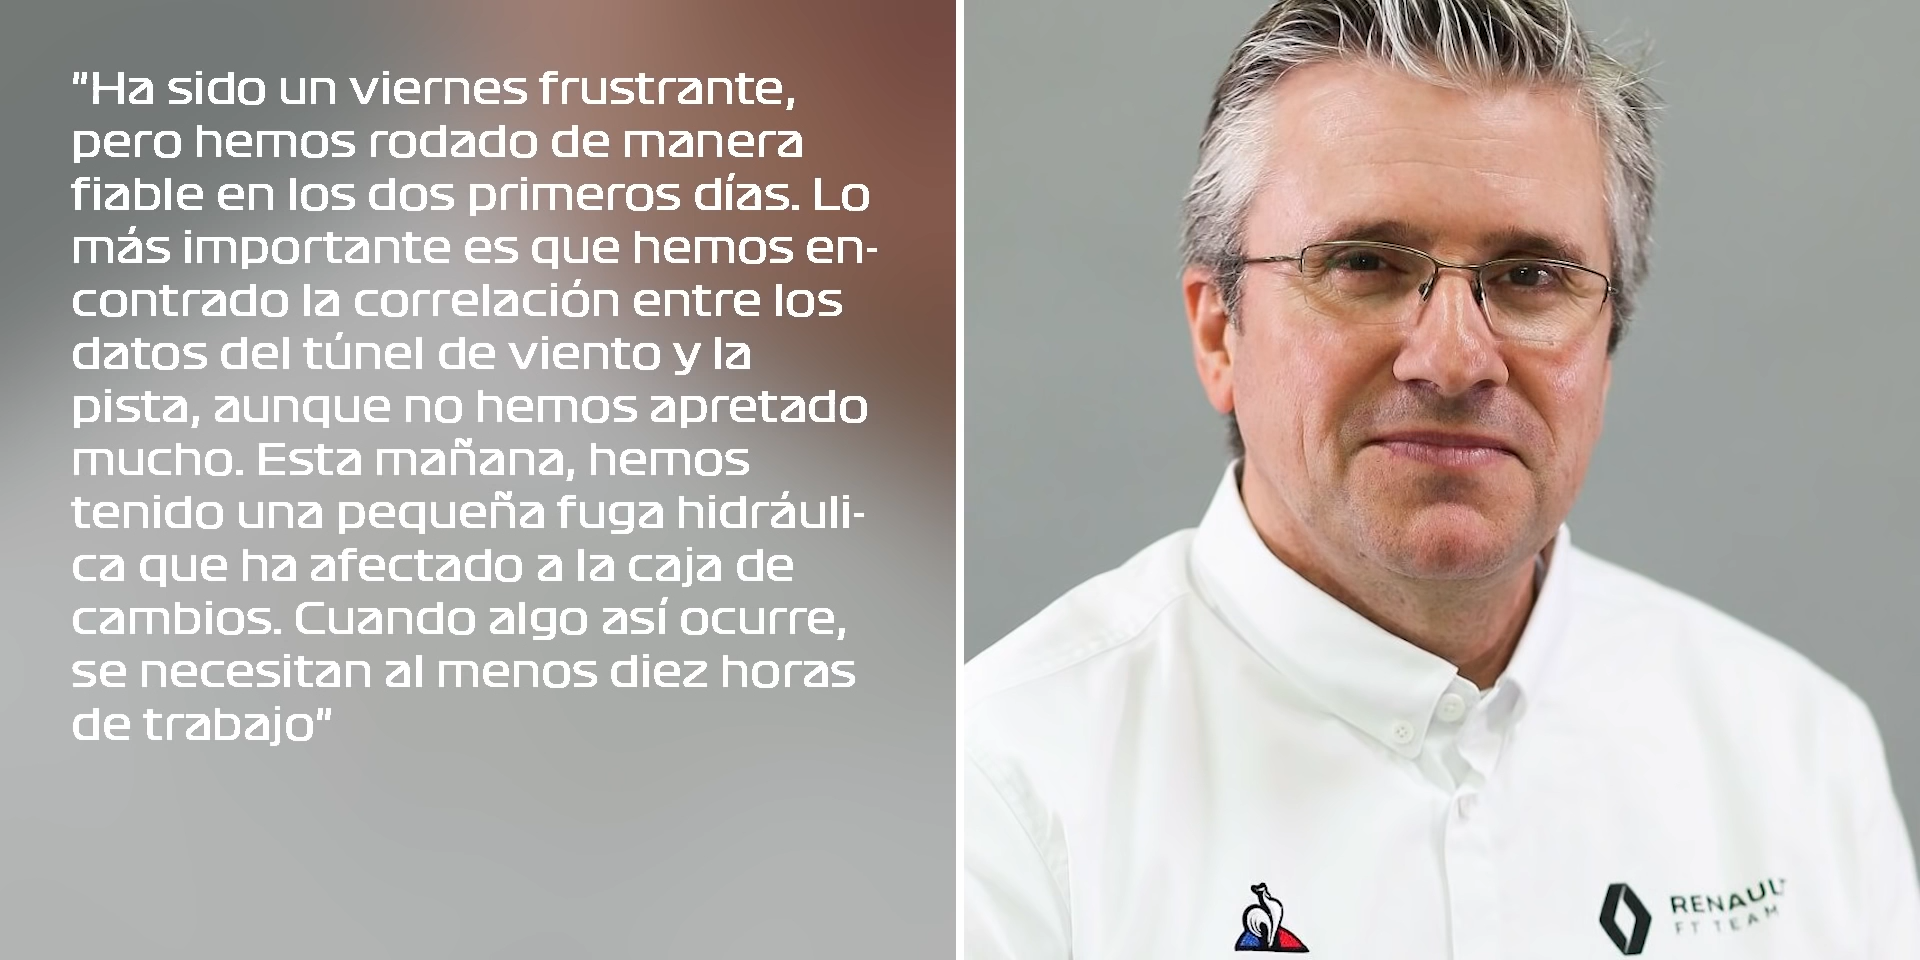 "Ha sido un viernes frustrante,
pero hemos rodado de manera
fiable en los dos primeros días. Lo
más importante es que hemos en-
contrado la correlación entre los
datos del túnel de viento y la
pista, aunque no hemos apretado
mucho. Esta mañana, hemos
tenido una pequeña fuga hidráuli-
ca que ha afectado a la caja de
cambios. Cuando algo así ocurre,
se necesitan al menos diez horas
de trabajo"
RENAULT
F1 TEAM